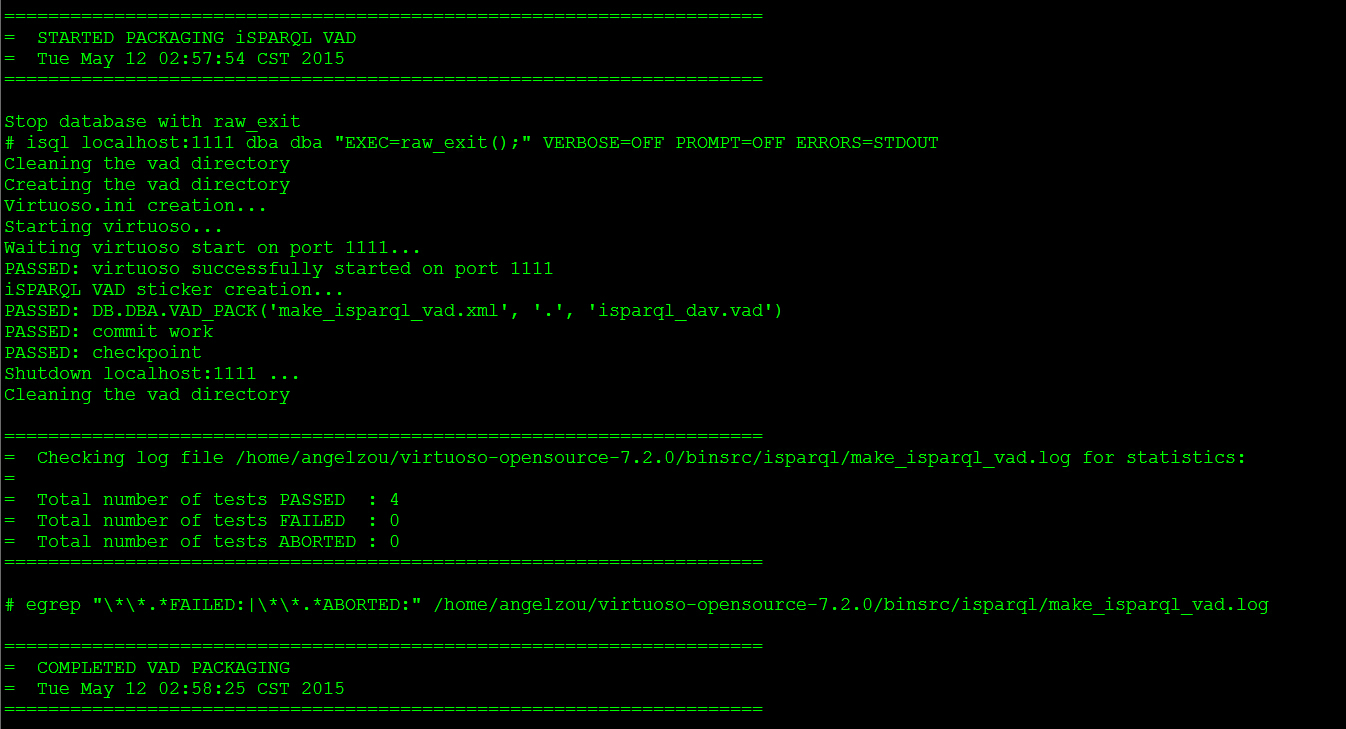 =====================================================================
=  STARTED PACKAGING iSPARQL VAD
=  Tue May 12 02:57:54 CST 2015
=====================================================================
Stop database with raw_exit
# isql localhost:1111 dba dba "EXEC=raw_exit();" VERBOSE=OFF PROMPT=OFF ERRORS=STDOUT
Cleaning the vad directory
Creating the vad directory
Virtuoso.ini creation...
Starting virtuoso...
Waiting virtuoso start on port 1111...
PASSED: virtuoso successfully started on port 1111
iSPARQL VAD sticker creation...
PASSED: DB.DBA.VAD_PACK('make_isparql_vad.xml', '.', 'isparql_dav.vad')
PASSED: commit work
PASSED: checkpoint
Shutdown localhost:1111 ...
Cleaning the vad directory
=====================================================================
=  Checking log file /home/angelzou/virtuoso-opensource-7.2.0/binsrc/isparql/make_isparql_vad.log for statistics:
=
=  Total number of tests PASSED  : 4
=  Total number of tests FAILED  : 0
=  Total number of tests ABORTED : 0
=====================================================================
# egrep "\*\*.*FAILED:|\*\*.*ABORTED:" /home/angelzou/virtuoso-opensource-7.2.0/binsrc/isparql/make_isparql_vad.log
=====================================================================
=  COMPLETED VAD PACKAGING
=  Tue May 12 02:58:25 CST 2015
=====================================================================